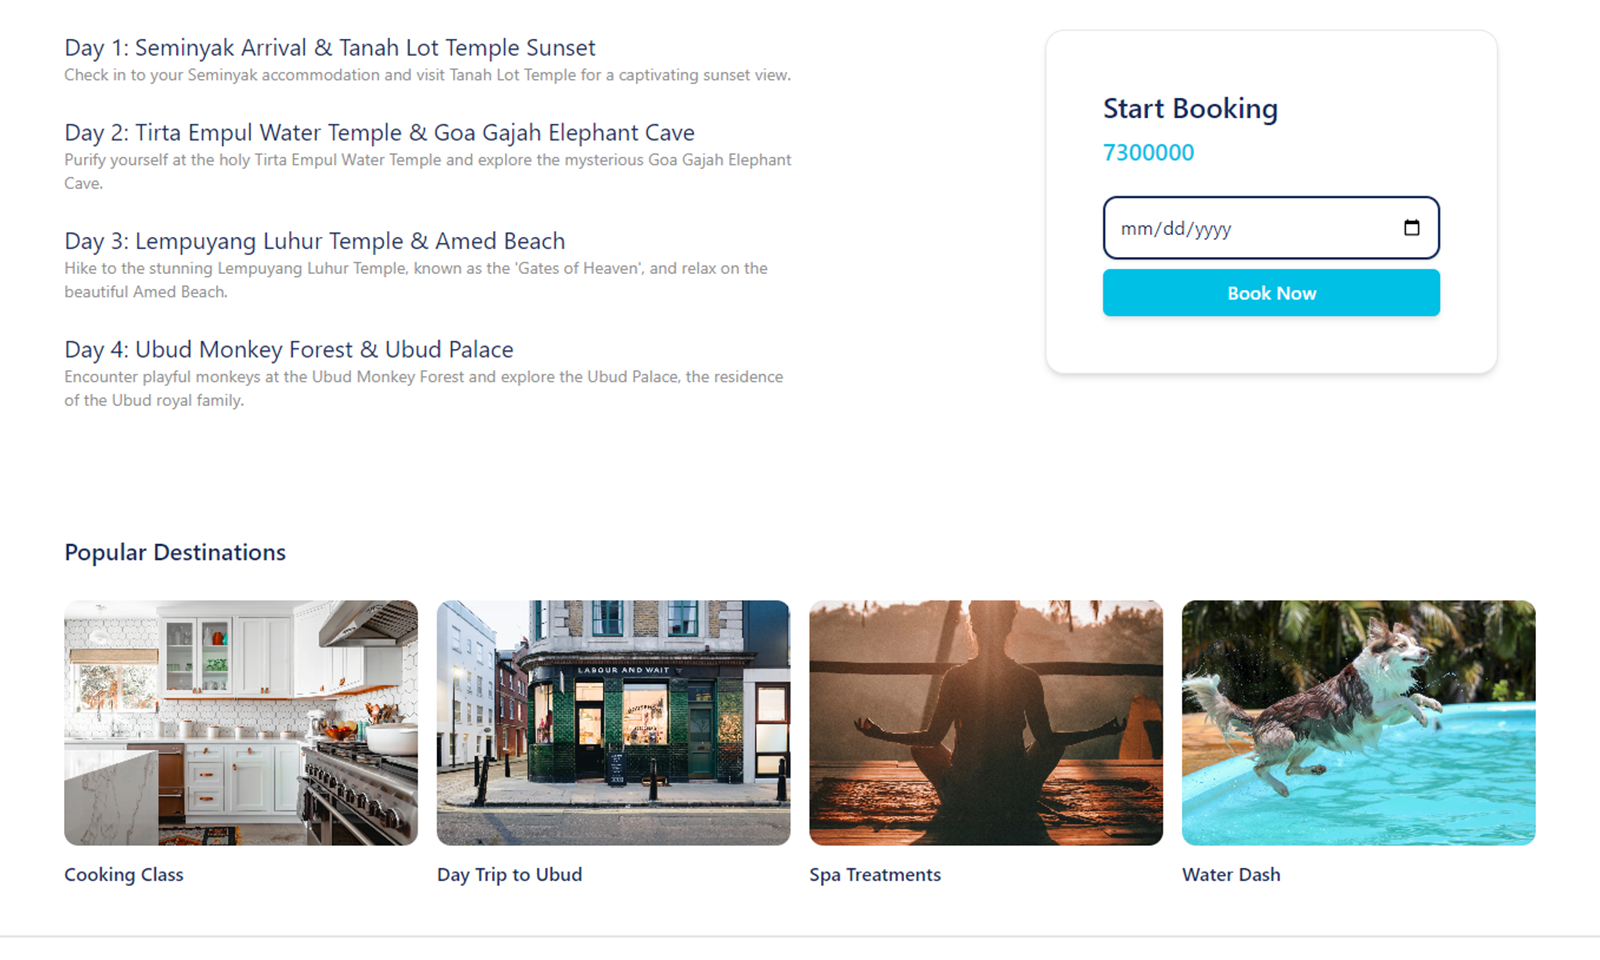 Day 1: Seminyak Arrival & Tanah Lot Temple Sunset
Check in to your Seminyak accommodation and visit Tanah Lot Temple for a captivating sunset view.
Day 2: Tirta Empul Water Temple & Goa Gajah Elephant Cave
Purify yourself at the holy Tirta Empul Water Temple and explore the mysterious Goa Gajah Elephant
Cave.
Day 3: Lempuyang Luhur Temple & Amed Beach
Hike to the stunning Lempuyang Luhur Temple, known as the 'Gates of Heaven', and relax on the
beautiful Amed Beach.
Day 4: Ubud Monkey Forest & Ubud Palace
Encounter playful monkeys at the Ubud Monkey Forest and explore the Ubud Palace, the residence
of the Ubud royal family.
Start Booking
7300000
mm/dd/yyyy
Book Now
Popular Destinations
LABOUR AND WAIT
Cooking Class
Day Trip to Ubud
Spa Treatments
Water Dash